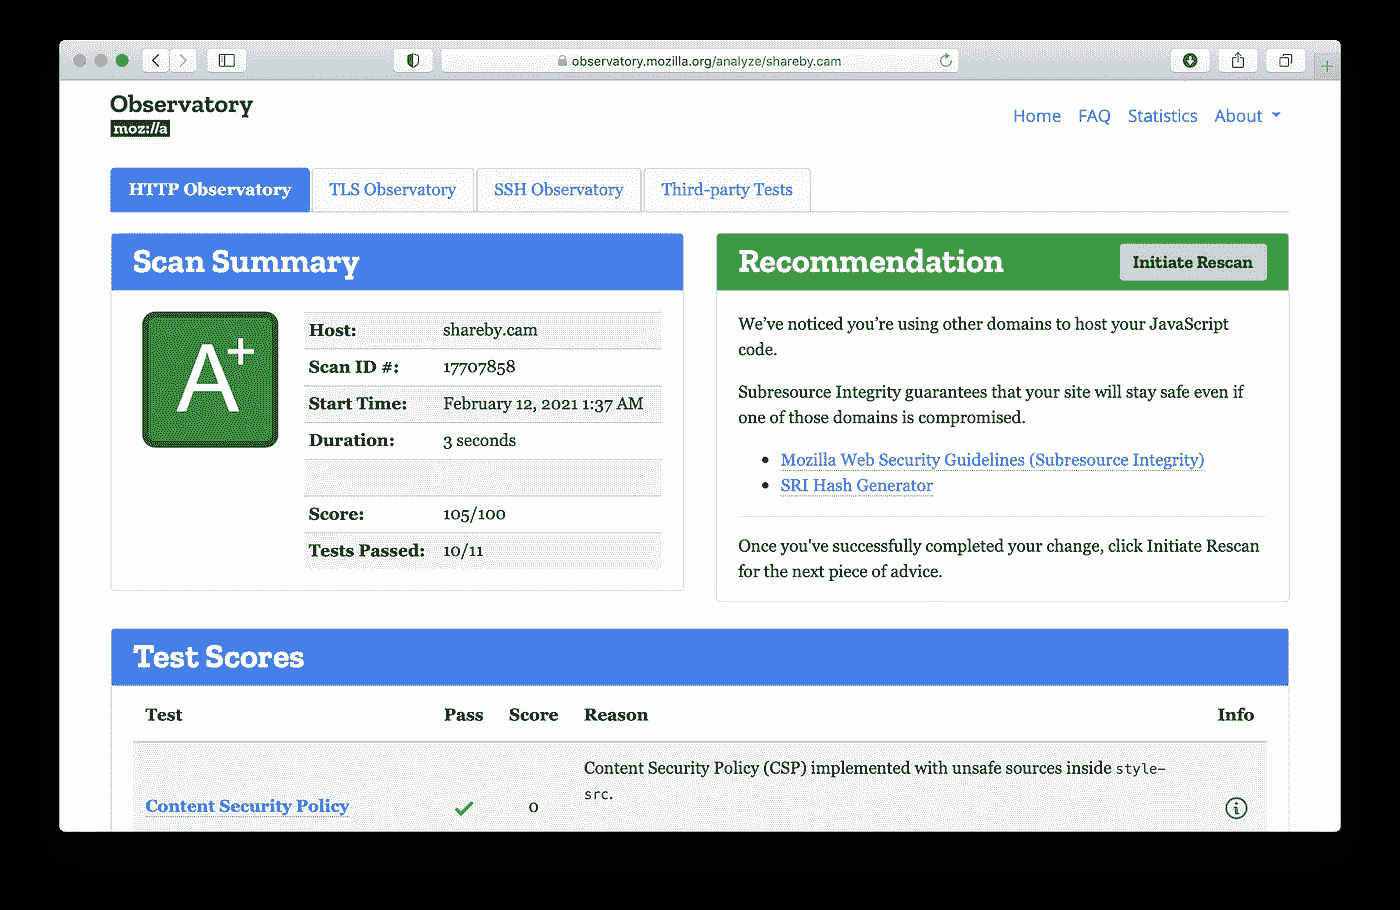 observatory.mozilla.org/analyze/shareby.cam
Observatory
moz://a
Home FAQ Statistics About
HTTP Observatory TLS Observatory SSH Observatory Third-party Tests
Scan Summary
A+
Host: shareby.cam
Scan ID #: 17707858
Start Time: February 12, 2021 1:37 AM
Duration: 3 seconds
Score: 105/100
Tests Passed: 10/11
Recommendation
Initiate Rescan
We’ve noticed you’re using other domains to host your JavaScript
code.
Subresource Integrity guarantees that your site will stay safe even if
one of those domains is compromised.
• Mozilla Web Security Guidelines (Subresource Integrity)
• SRI Hash Generator
Once you've successfully completed your change, click Initiate Rescan
for the next piece of advice.
Test Scores
Test Pass Score Reason Info
Content Security Policy (CSP) implemented with unsafe sources inside style-
src.
Content Security Policy 0